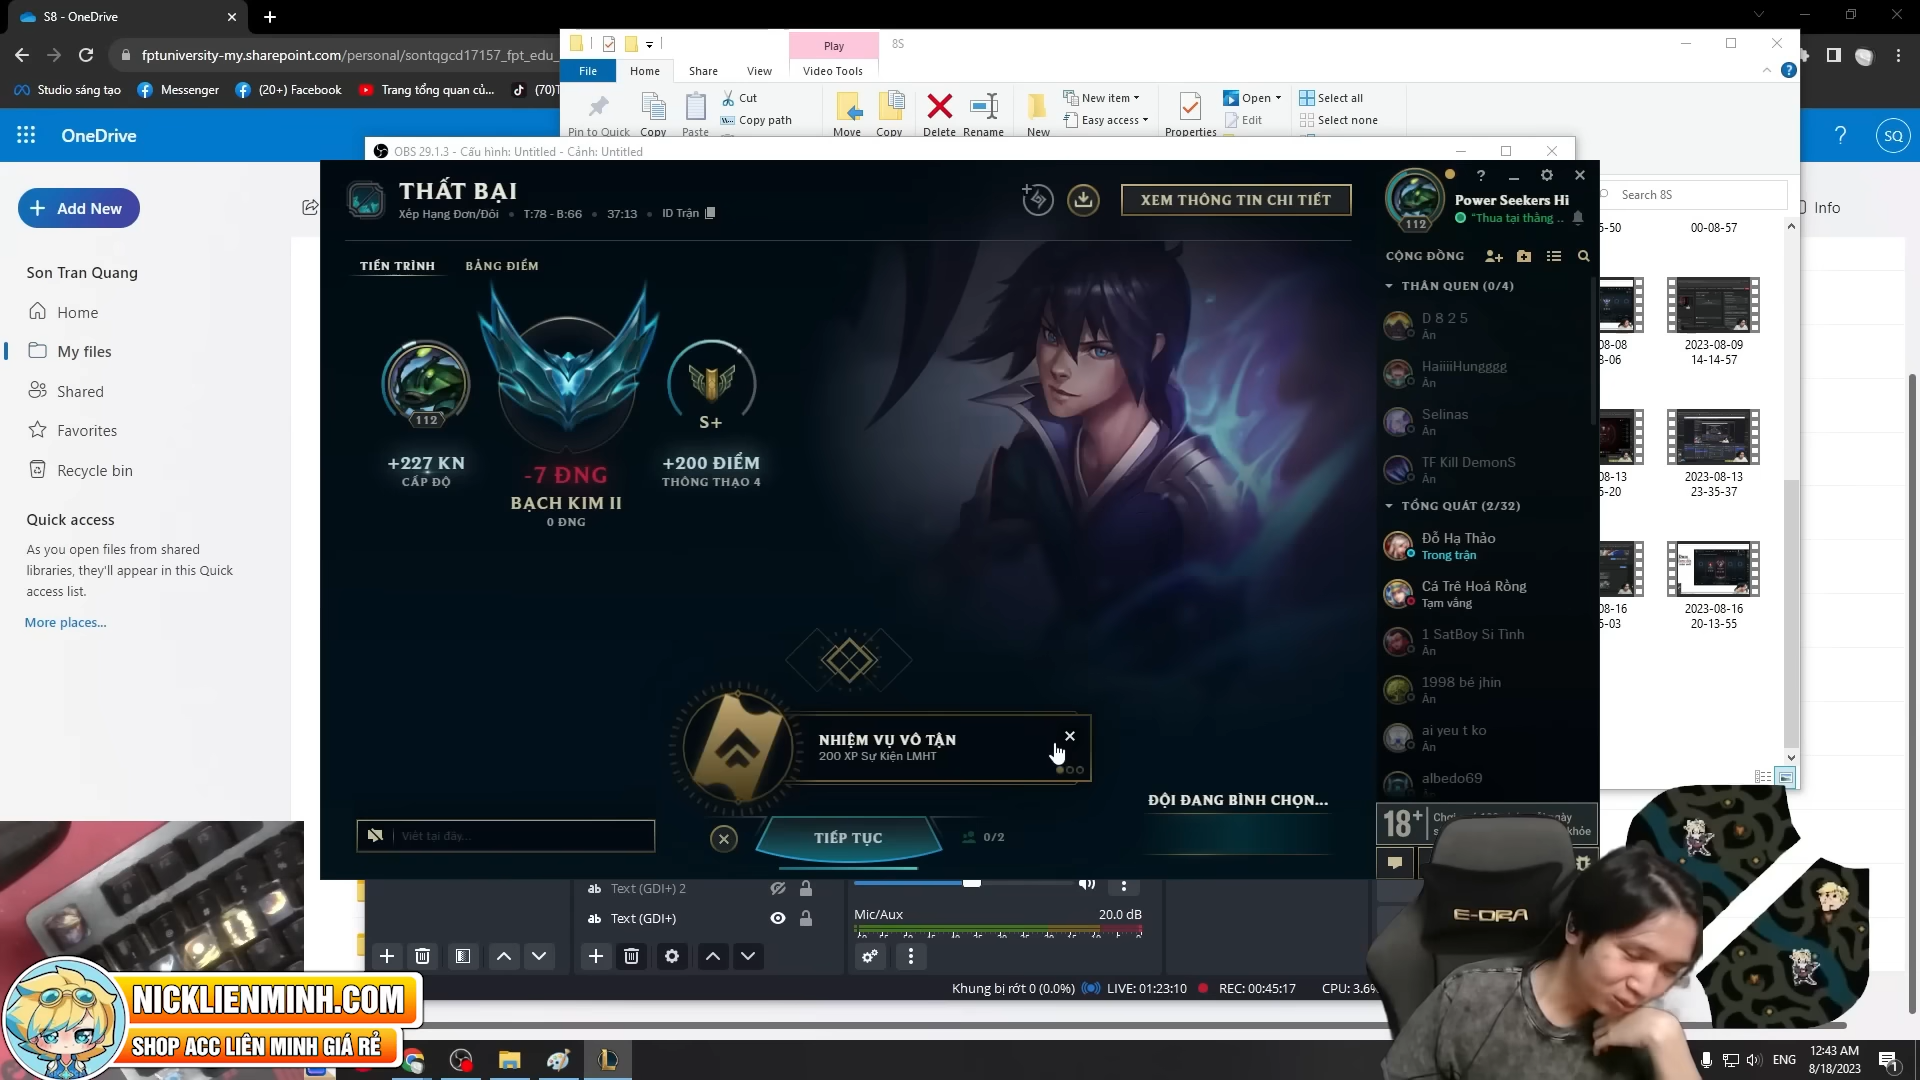 S8 - OneDrive
fptuniversity-my.sharepoint.com/personal/sontqgcd17157_fpt_edu_
Studio sáng tạo
Messenger
(20+) Facebook
Trang tổng quan củ...
OneDrive
SQ
Add New
Info
Son Tran Quang
Home
My files
Shared
Favorites
Recycle bin
Quick access
As you open files from shared
libraries, they'll appear in this Quick
access list.
More places...
Play
8S
File
Home
Share
View
Video Tools
Pin to Quick
Copy
Paste
Cut
Copy path
Move
Copy
Delete
Rename
New
New item
Easy access
Properties
Open
Edit
Select all
Select none
Search 8S
00-08-57
2023-08-09
14-14-57
2023-08-13
23-35-37
2023-08-16
20-13-55
OBS 29.1.3 - Cấu hình: Untitled - Cảnh: Untitled
THẤT BẠI
Xếp Hạng Đơn/Đôi • T:78 - B:66 • 37:13 ID Trận
XEM THÔNG TIN CHI TIẾT
TIẾN TRÌNH
BẢNG ĐIỂM
112
+227 KN
CẤP ĐỘ
-7 ĐNG
BẠCH KIM II
0 ĐNG
S+
+200 ĐIỂM
THÔNG THẠO 4
NHIỆM VỤ VÔ TẬN
200 XP Sự Kiện LMHT
Viết tại đây...
TIẾP TỤC
0/2
ĐỘI ĐANG BÌNH CHỌN...
112
Power Seekers Hi
"Thua tại thằng ..
CỘNG ĐỒNG
THÂN QUEN (0/4)
D 8 2 5
Ẩn
HaiiiiHungggg
Ẩn
Selinas
Ẩn
TF Kill DemonS
Ẩn
TỔNG QUÁT (2/32)
Đỗ Hạ Thảo
Trong trận
Cá Trê Hoá Rồng
Tạm vắng
1 SatBoy Si Tình
Ẩn
1998 bé jhin
Ẩn
ai yeu t ko
Ẩn
albedo69
18+
Text (GDI+) 2
Text (GDI+)
Mic/Aux
20.0 dB
Khung bị rớt 0 (0.0%)
LIVE: 01:23:10
REC: 00:45:17
CPU: 3.6%
E-DRA
NICKLIENMINH.COM
SHOP ACC LIÊN MINH GIÁ RẺ
ENG
12:43 AM
8/18/2023